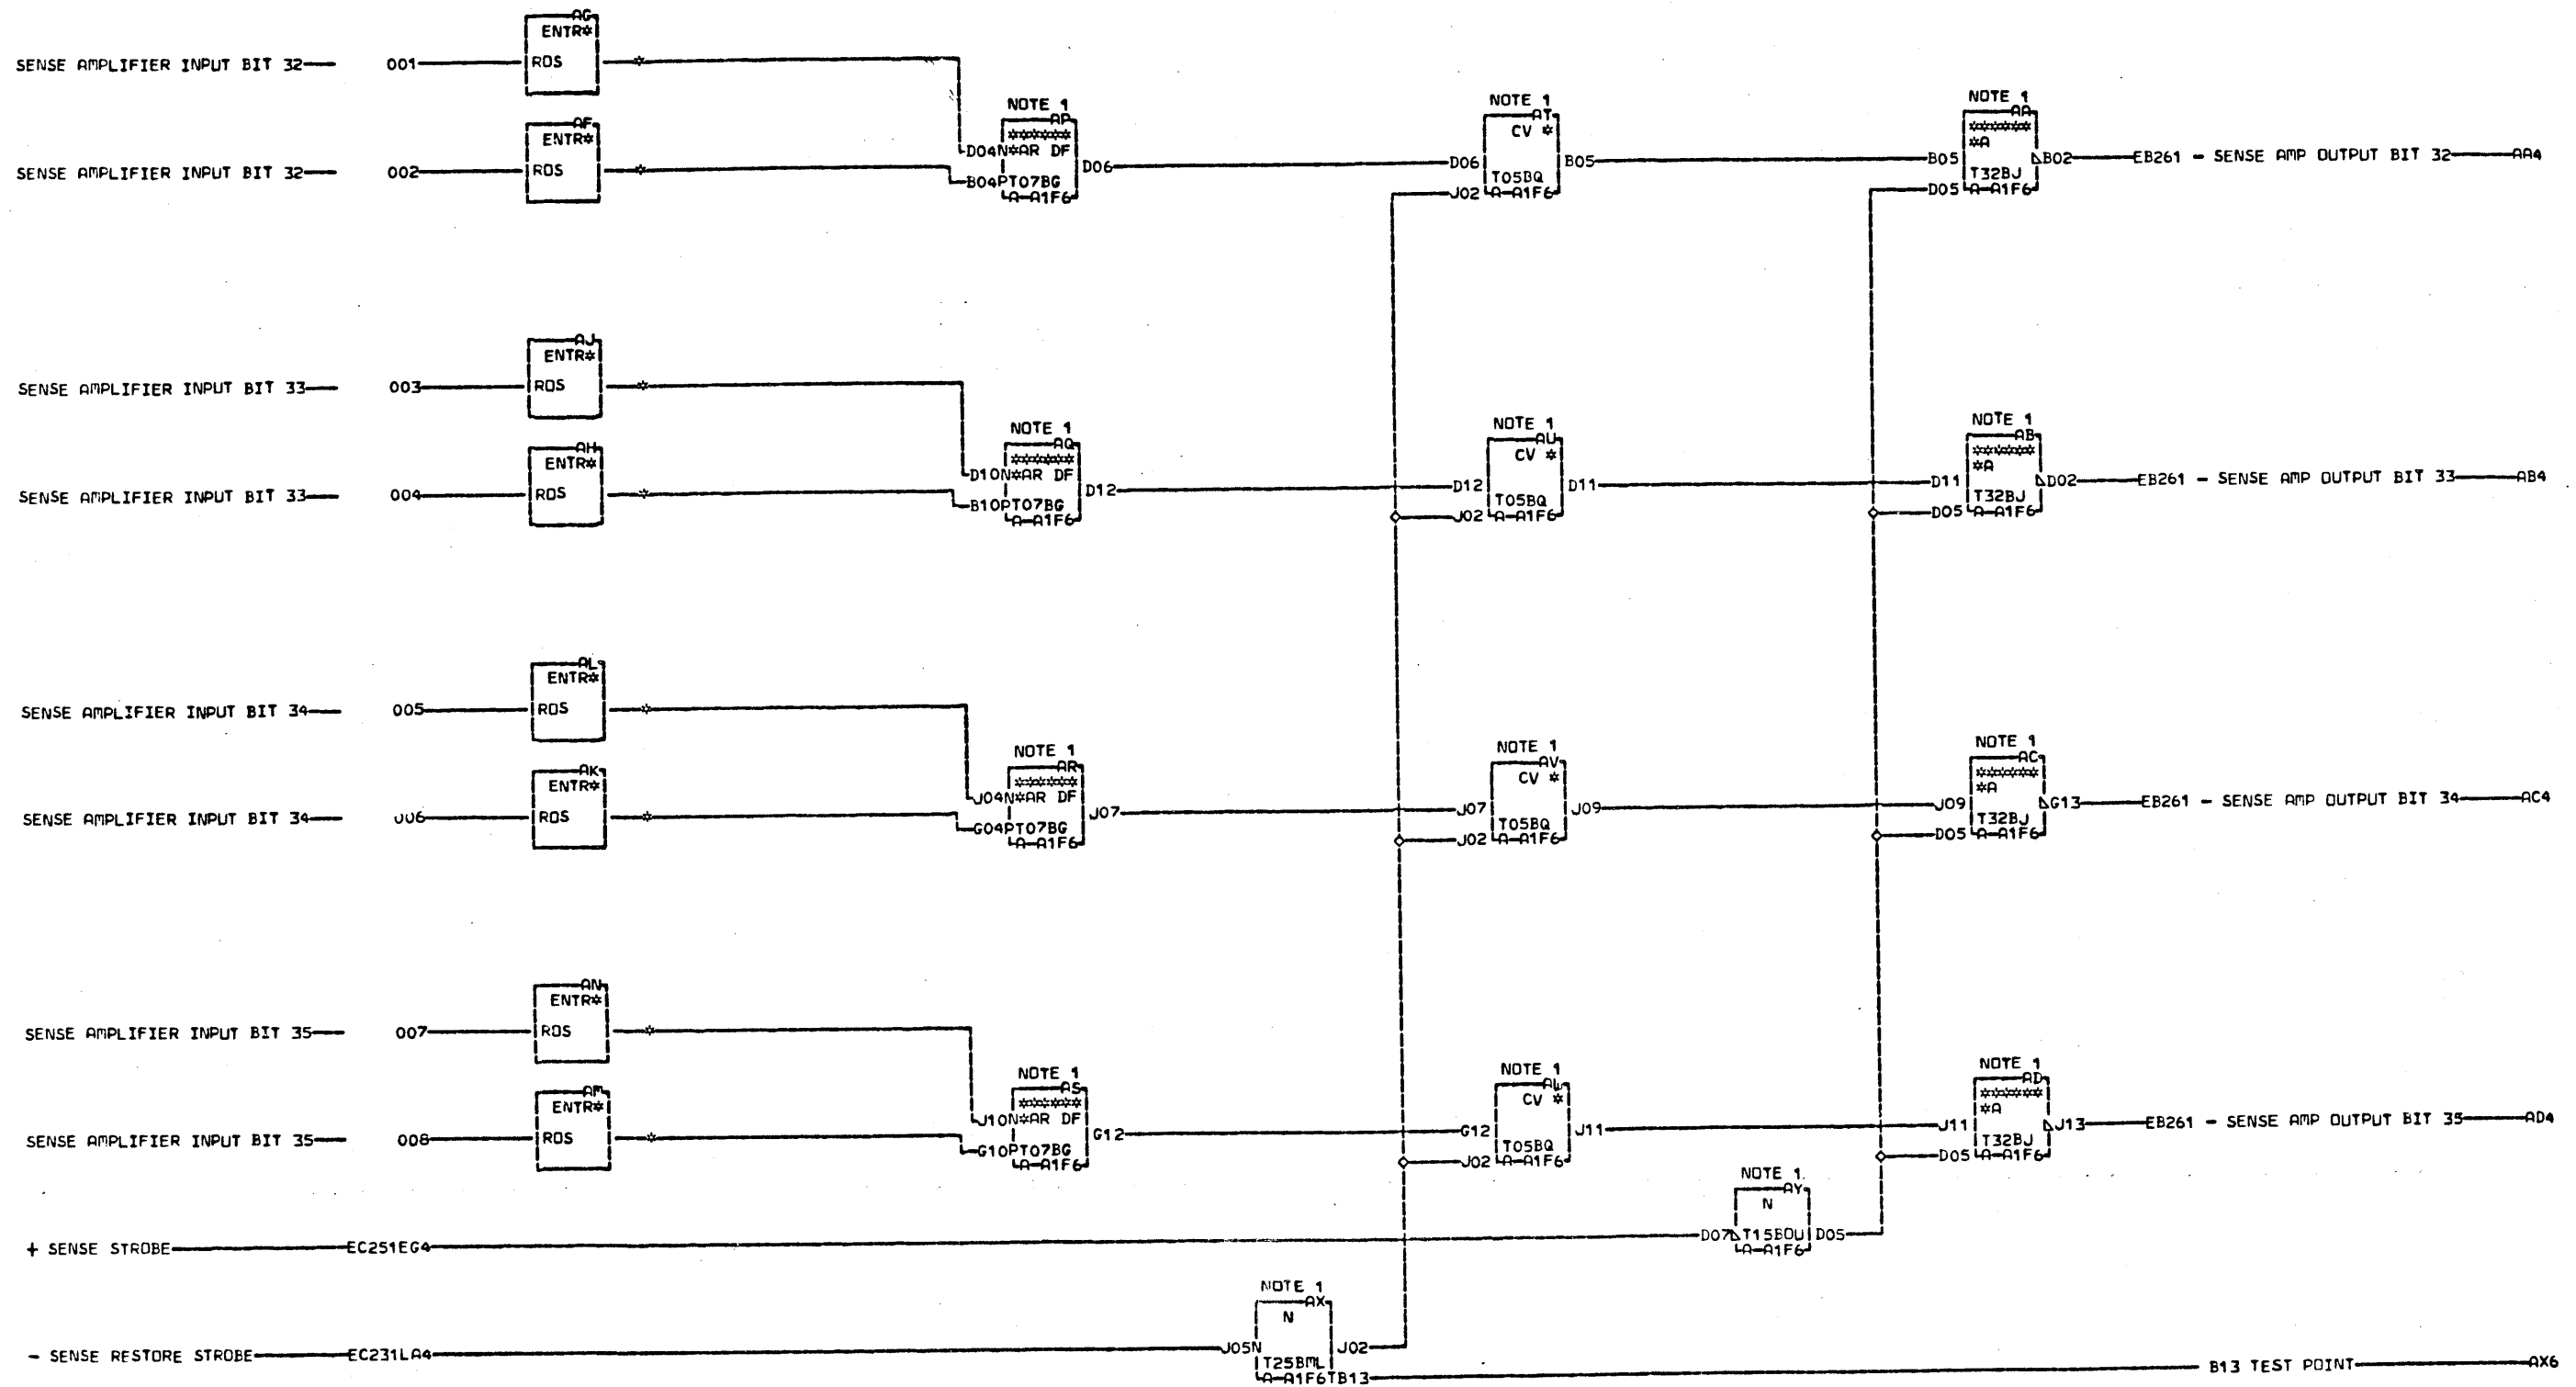 AG
ENTR*
SENSE AMPLIFIER INPUT BIT 32 001 ROS *
AF
ENTR*
SENSE AMPLIFIER INPUT BIT 32 002 ROS *
NOTE 1
AP
******
D04N*AR DF D06
B04PT07BG
A-A1F6
NOTE 1
AT
CV *
D06 B05
T05BQ
J02 A-A1F6
NOTE 1
AA
******
*A
B05 B02 EB261 - SENSE AMP OUTPUT BIT 32 AA4
T32BJ
D05 A-A1F6
AJ
ENTR*
SENSE AMPLIFIER INPUT BIT 33 003 ROS *
AH
ENTR*
SENSE AMPLIFIER INPUT BIT 33 004 ROS *
NOTE 1
AQ
******
D10N*AR DF D12
B10PT07BG
A-A1F6
NOTE 1
AU
CV *
D12 D11
T05BQ
J02 A-A1F6
NOTE 1
AB
******
*A
D11 D02 EB261 - SENSE AMP OUTPUT BIT 33 AB4
T32BJ
D05 A-A1F6
AL
ENTR*
SENSE AMPLIFIER INPUT BIT 34 005 ROS *
AK
ENTR*
SENSE AMPLIFIER INPUT BIT 34 006 ROS *
NOTE 1
AR
******
J04N*AR DF J07
G04PT07BG
A-A1F6
NOTE 1
AV
CV *
J07 J09
T05BQ
J02 A-A1F6
NOTE 1
AC
******
*A
J09 G13 EB261 - SENSE AMP OUTPUT BIT 34 AC4
T32BJ
D05 A-A1F6
AN
ENTR*
SENSE AMPLIFIER INPUT BIT 35 007 ROS *
AM
ENTR*
SENSE AMPLIFIER INPUT BIT 35 008 ROS *
NOTE 1
AS
******
J10N*AR DF G12
G10PT07BG
A-A1F6
NOTE 1
AW
CV *
G12 J11
T05BQ
J02 A-A1F6
NOTE 1
AD
******
*A
J11 J13 EB261 - SENSE AMP OUTPUT BIT 35 AD4
T32BJ
D05 A-A1F6
NOTE 1
AY
N
+ SENSE STROBE EC251EG4 D07 T15BOU D05
A-A1F6
NOTE 1
AX
N
- SENSE RESTORE STROBE EC231LA4 J05N J02
T25BML
A-A1F6TB13 B13 TEST POINT AX6